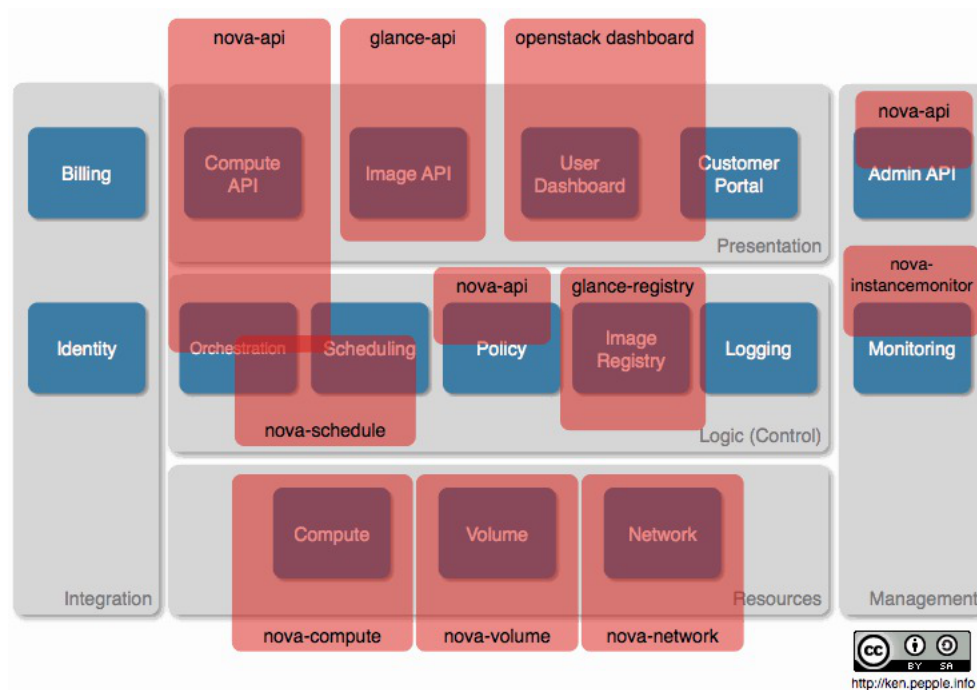 nova-api
glance-api
openstack dashboard
nova-api
Billing
Compute
API
Image API
User
Dashboard
Customer
Portal
Admin API
Presentation
nova-api
glance-registry
nova-
instancemonitor
Identity
Orchestration
Scheduling
Policy
Image
Registry
Logging
Monitoring
nova-schedule
Logic (Control)
Compute
Volume
Network
Integration
Resources
Management
nova-compute
nova-volume
nova-network
cc
BY SA
http://ken.pepple.info